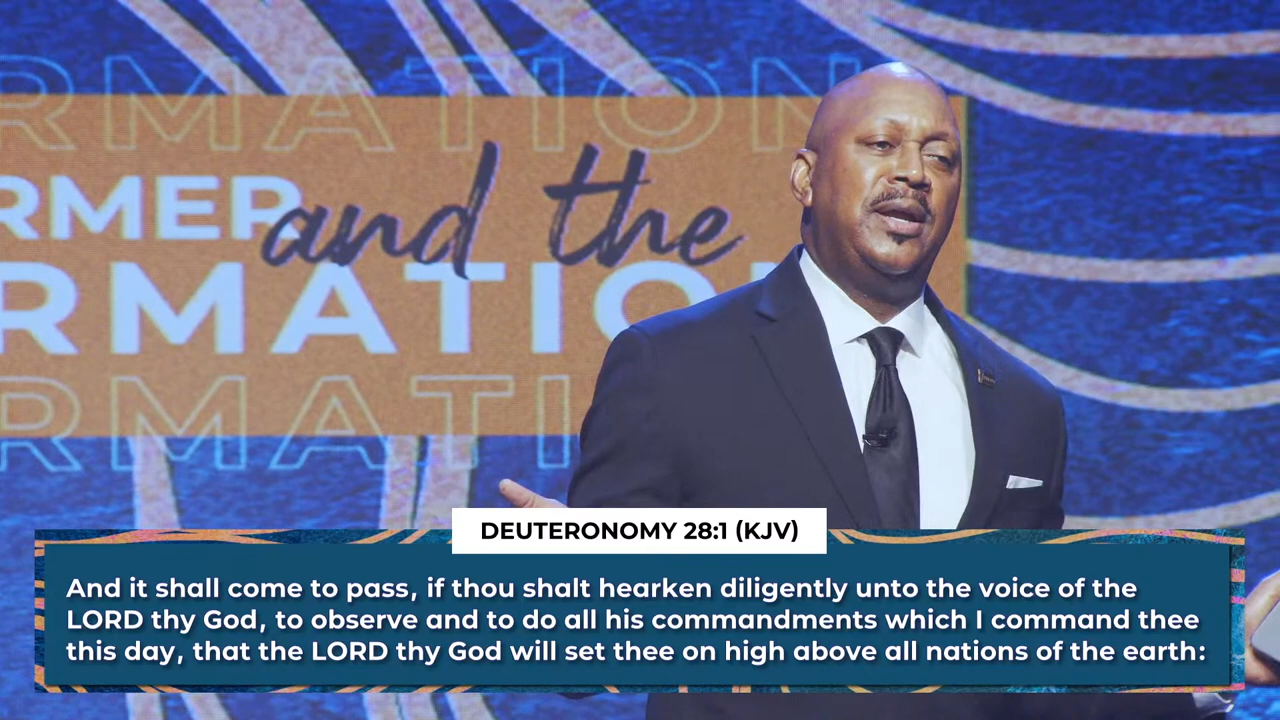 RMATION
RMER and the
RMATIO
RMATI
DEUTERONOMY 28:1 (KJV)
And it shall come to pass, if thou shalt hearken diligently unto the voice of the
LORD thy God, to observe and to do all his commandments which I command thee
this day, that the LORD thy God will set thee on high above all nations of the earth: